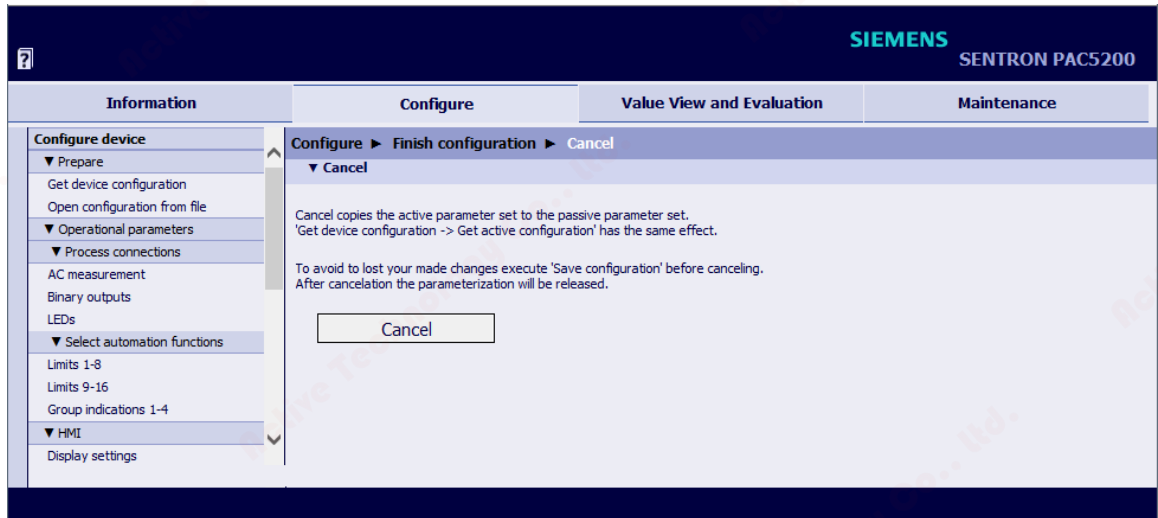 ?
SIEMENS
SENTRON PAC5200
Information
Configure
Value View and Evaluation
Maintenance
Configure device
▼ Prepare
Get device configuration
Open configuration from file
▼ Operational parameters
▼ Process connections
AC measurement
Binary outputs
LEDs
▼ Select automation functions
Limits 1-8
Limits 9-16
Group indications 1-4
▼ HMI
Display settings
Configure ► Finish configuration ► Cancel
▼ Cancel
Cancel copies the active parameter set to the passive parameter set.
'Get device configuration -> Get active configuration' has the same effect.
To avoid to lost your made changes execute 'Save configuration' before canceling.
After cancelation the parameterization will be released.
Cancel
Active Technology Co., ltd.